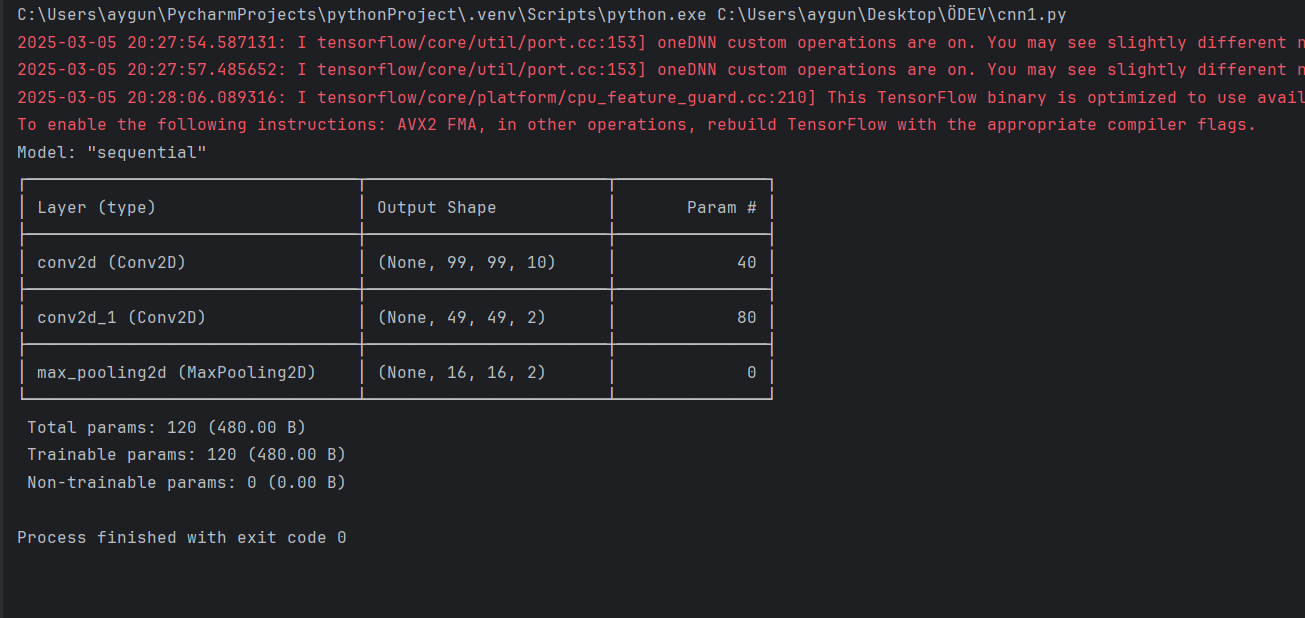 C:\Users\aygun\PycharmProjects\pythonProject\.venv\Scripts\python.exe C:\Users\aygun\Desktop\ÖDEV\cnn1.py
2025-03-05 20:27:54.587131: I tensorflow/core/util/port.cc:153] oneDNN custom operations are on. You may see slightly different
2025-03-05 20:27:57.485652: I tensorflow/core/util/port.cc:153] oneDNN custom operations are on. You may see slightly different
2025-03-05 20:28:06.089316: I tensorflow/core/platform/cpu_feature_guard.cc:210] This TensorFlow binary is optimized to use
To enable the following instructions: AVX2 FMA, in other operations, rebuild TensorFlow with the appropriate compiler flags.
Model: "sequential"
Layer (type) Output Shape Param #
conv2d (Conv2D) (None, 99, 99, 10) 40
conv2d_1 (Conv2D) (None, 49, 49, 2) 80
max_pooling2d (MaxPooling2D) (None, 16, 16, 2) 0
Total params: 120 (480.00 B)
Trainable params: 120 (480.00 B)
Non-trainable params: 0 (0.00 B)
Process finished with exit code 0